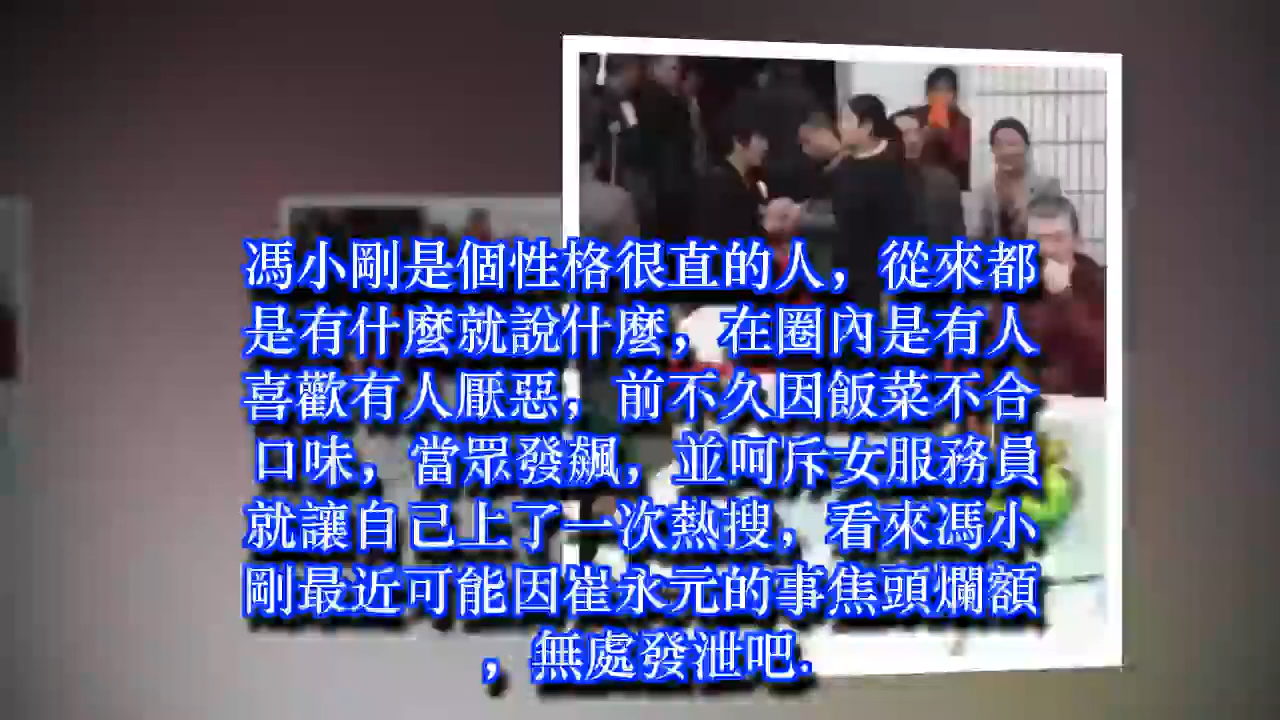 馮小剛是個性格很直的人，從來都
是有什麼就說什麼，在圈內是有人
喜歡有人厭惡，前不久因飯菜不合
口味，當眾發飆，並呵斥女服務員
就讓自己上了一次熱搜，看來馮小
剛最近可能因崔永元的事焦頭爛額
，無處發泄吧.